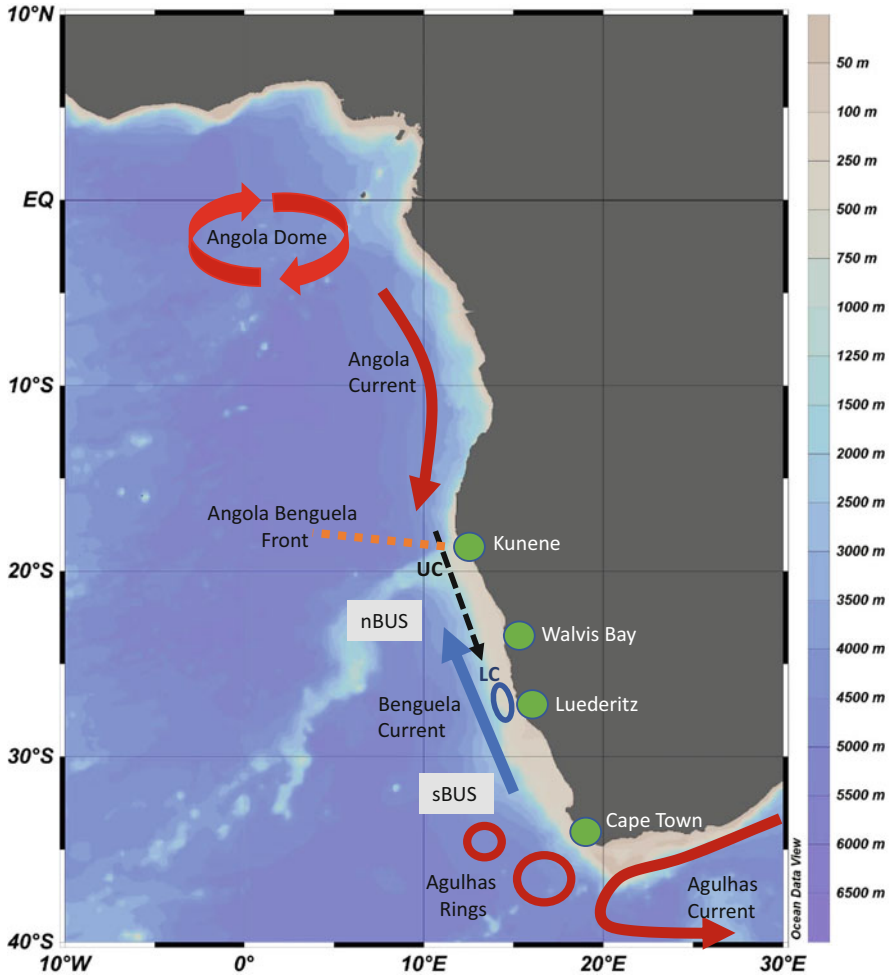 10°N
EQ
10°S
20°S
30°S
40°S
10°W
0°
10°E
20°E
30°E
Angola Dome
Angola
Current
Angola Benguela
Front
Kunene
UC
nBUS
Walvis Bay
LC
Luederitz
Benguela
Current
sBUS
Cape Town
Agulhas
Rings
Agulhas
Current
Ocean Data View
50 m
100 m
250 m
500 m
750 m
1000 m
1250 m
1500 m
2000 m
2500 m
3000 m
3500 m
4000 m
4500 m
5000 m
5500 m
6000 m
6500 m